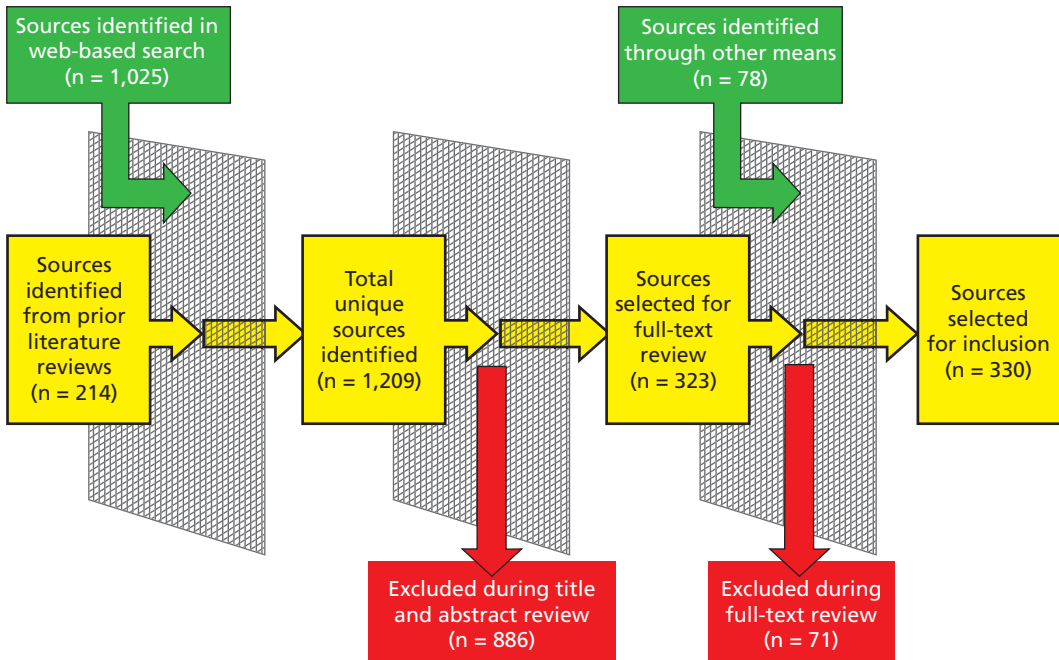 Sources identified in
web-based search
(n = 1,025)
Sources identified
through other means
(n = 78)
Sources
identified
from prior
literature
reviews
(n = 214)
Total
unique
sources
identified
(n = 1,209)
Sources
selected for
full-text
review
(n = 323)
Sources
selected
for inclusion
(n = 330)
Excluded during title
and abstract review
(n = 886)
Excluded during
full-text review
(n = 71)